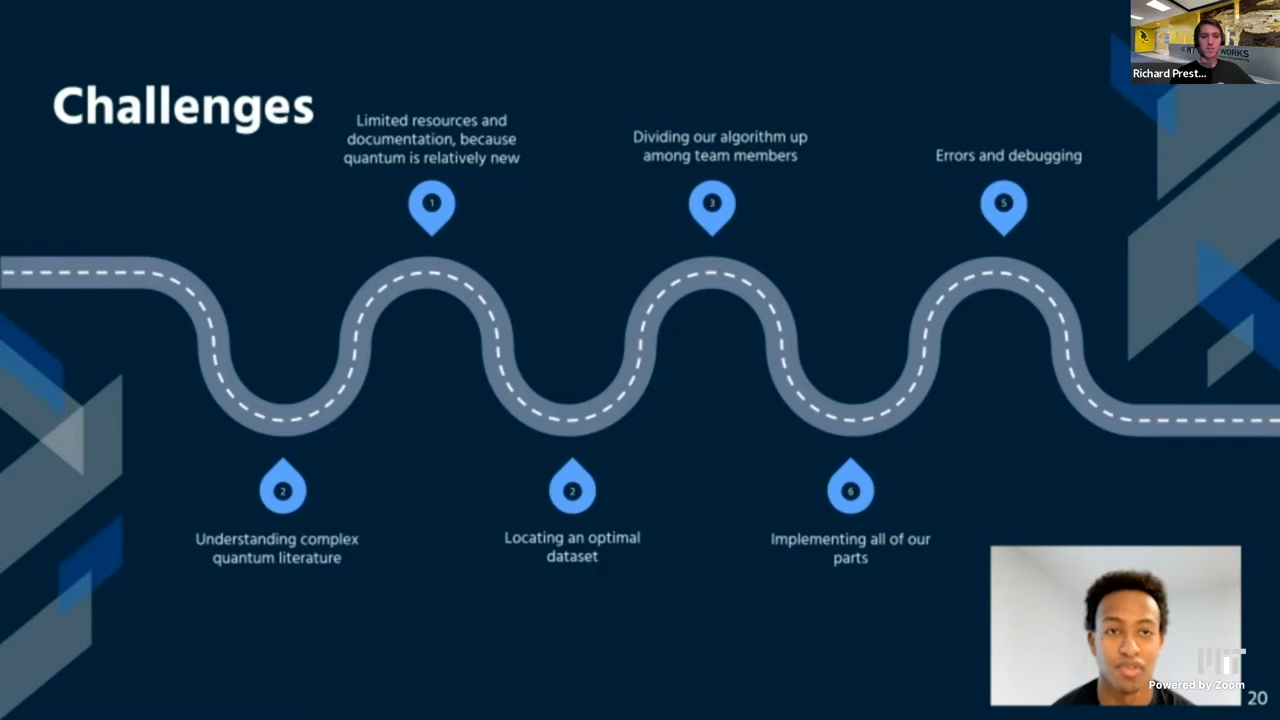 Challenges
Limited resources and
documentation, because
quantum is relatively new
1
Dividing our algorithm up
among team members
3
Errors and debugging
5
2
Understanding complex
quantum literature
2
Locating an optimal
dataset
6
Implementing all of our
parts
WORKS
Richard Prest...
MIT
Powered by Zoom
20